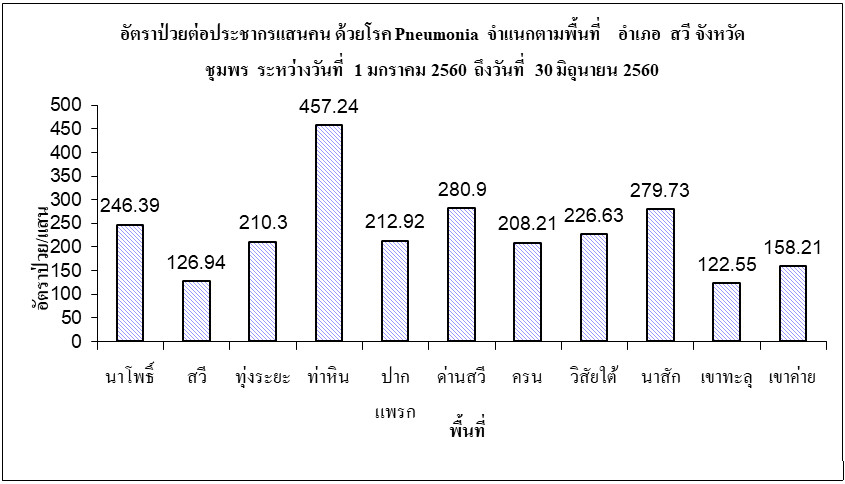 อัตราป่วยต่อประชากรแสนคน ด้วยโรค Pneumonia จำแนกตามพื้นที่ อำเภอ สวี จังหวัด
ชุมพร ระหว่างวันที่ 1 มกราคม 2560 ถึงวันที่ 30 มิถุนายน 2560
อัตราป่วย/แสน
500
450
400
350
300
250
200
150
100
50
0
246.39
126.94
210.3
457.24
212.92
280.9
208.21
226.63
279.73
122.55
158.21
นาโพธิ์
สวี
ทุ่งระยะ
ท่าหิน
ปาก
แพรก
ด่านสวี
ครน
วิสัยใต้
นาสัก
เขาทะลุ
เขาค่าย
พื้นที่